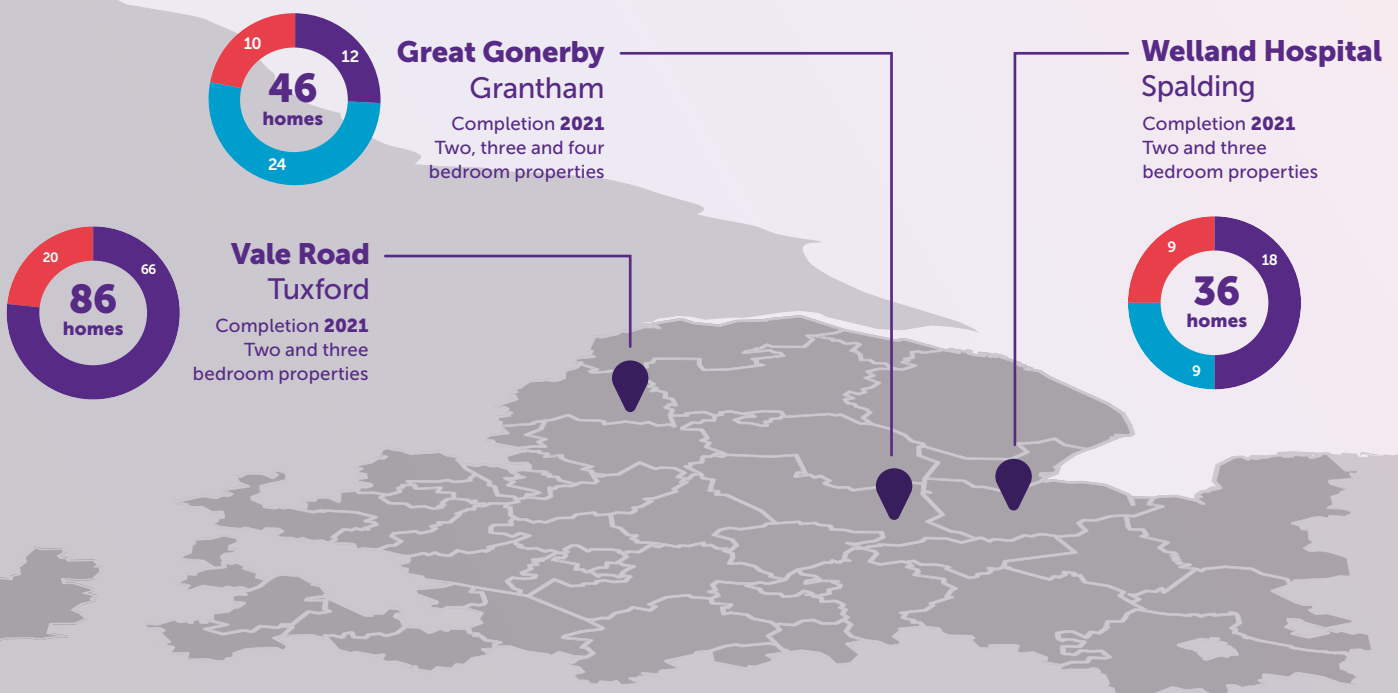 10
12
46
homes
24
Great Gonerby
Grantham
Completion 2021
Two, three and four
bedroom properties
Welland Hospital
Spalding
Completion 2021
Two and three
bedroom properties
9
18
36
homes
9
20
66
86
homes
Vale Road
Tuxford
Completion 2021
Two and three
bedroom properties